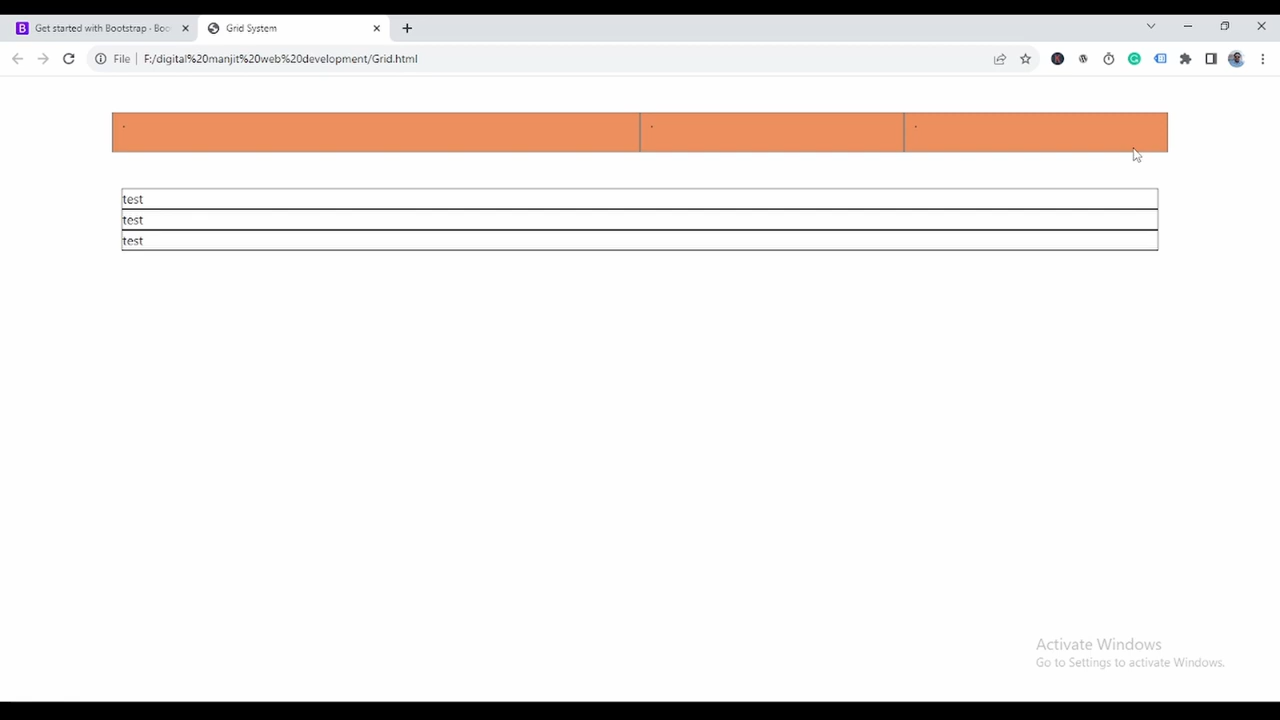 Get started with Bootstrap · Boo
Grid System
File
F:/digital%20manjit%20web%20development/Grid.html
. . .
test
test
test
Activate Windows
Go to Settings to activate Windows.